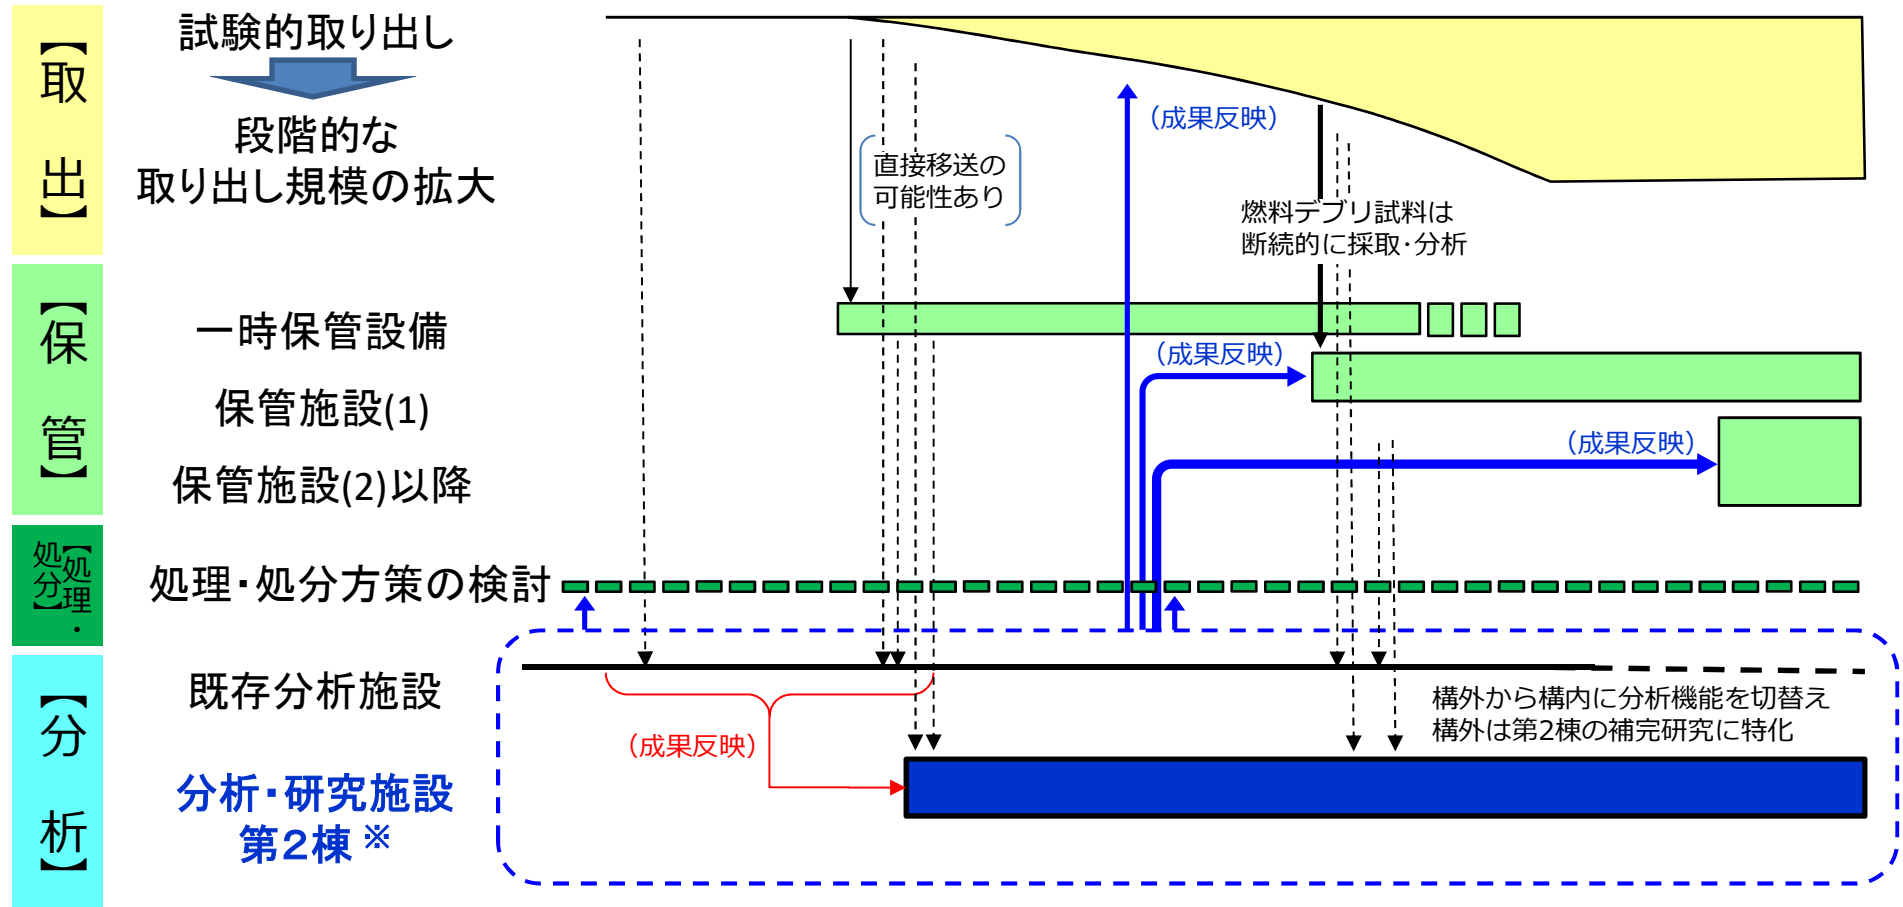 【取出】
試験的取り出し
段階的な
取り出し規模の拡大
(成果反映)
直接移送の
可能性あり
燃料デブリ試料は
断続的に採取・分析
【保管】
一時保管設備
(成果反映)
保管施設(1)
(成果反映)
保管施設(2)以降
【処理・
処分】
処理・処分方策の検討
【分析】
既存分析施設
構外から構内に分析機能を切替え
構外は第2棟の補完研究に特化
(成果反映)
分析・研究施設
第2棟※